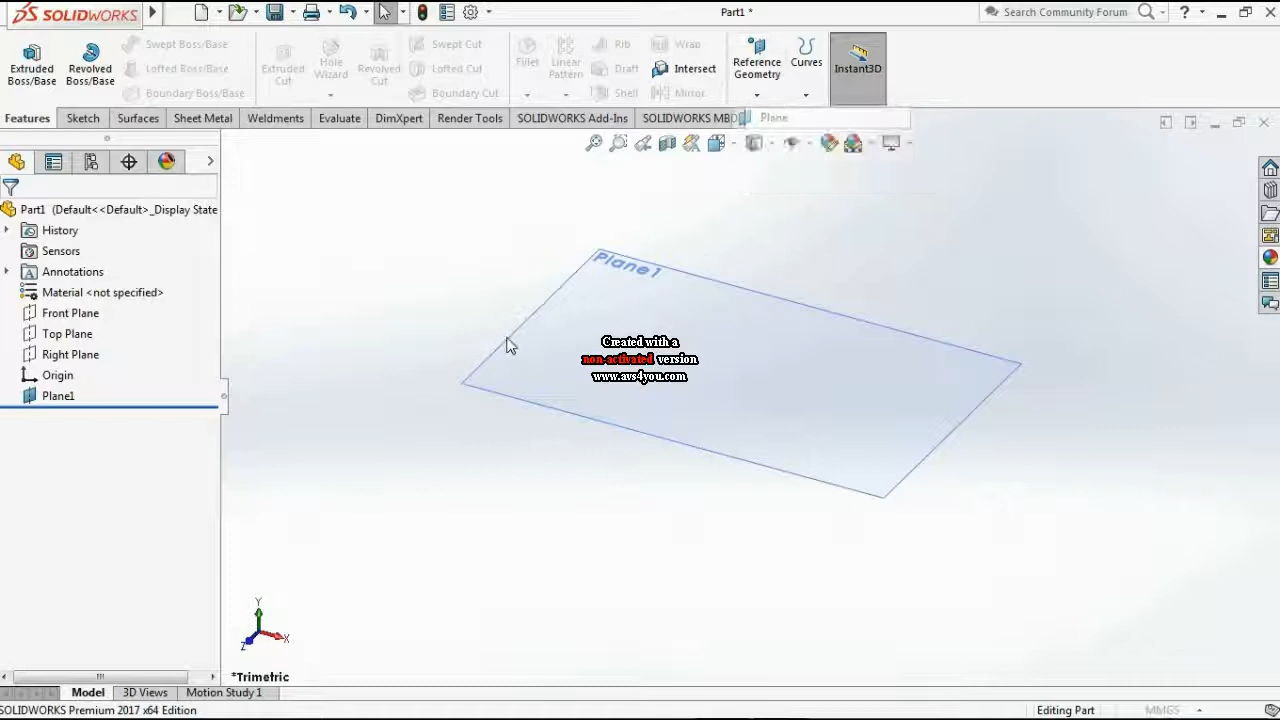 SOLIDWORKS
Part1 *
Search Community Forum
?
Extruded Boss/Base
Revolved Boss/Base
Swept Boss/Base
Lofted Boss/Base
Boundary Boss/Base
Extruded Cut
Hole Wizard
Revolved Cut
Swept Cut
Lofted Cut
Boundary Cut
Fillet
Linear Pattern
Rib
Draft
Shell
Wrap
Intersect
Mirror
Reference Geometry
Curves
Instant3D
Features
Sketch
Surfaces
Sheet Metal
Weldments
Evaluate
DimXpert
Render Tools
SOLIDWORKS Add-Ins
SOLIDWORKS MBD
Plane
Part1 (Default<<Default>_Display State
History
Sensors
Annotations
Material <not specified>
Front Plane
Top Plane
Right Plane
Origin
Plane1
Plane1
Created with a
non-activated version
www.avs4you.com
Y
X
Z
*Trimetric
Model
3D Views
Motion Study 1
SOLIDWORKS Premium 2017 x64 Edition
Editing Part
MMGS